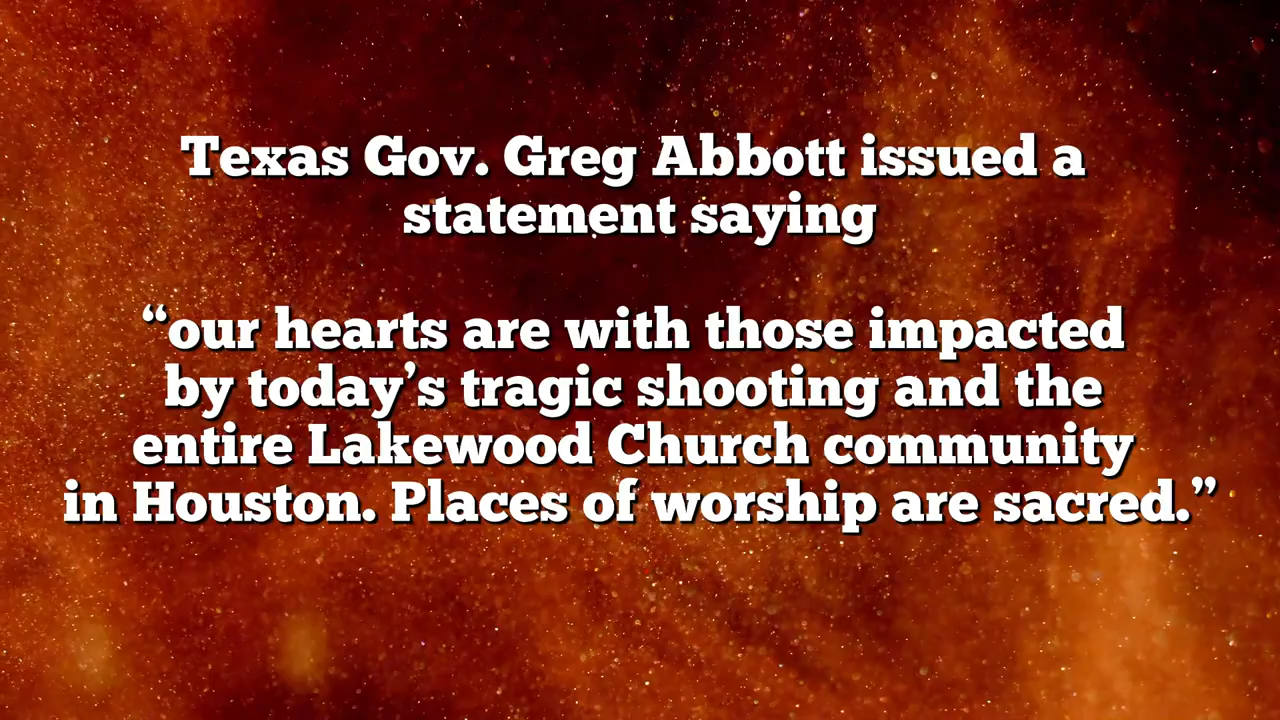 Texas Gov. Greg Abbott issued a
statement saying
“our hearts are with those impacted
by today’s tragic shooting and the
entire Lakewood Church community
in Houston. Places of worship are sacred.”